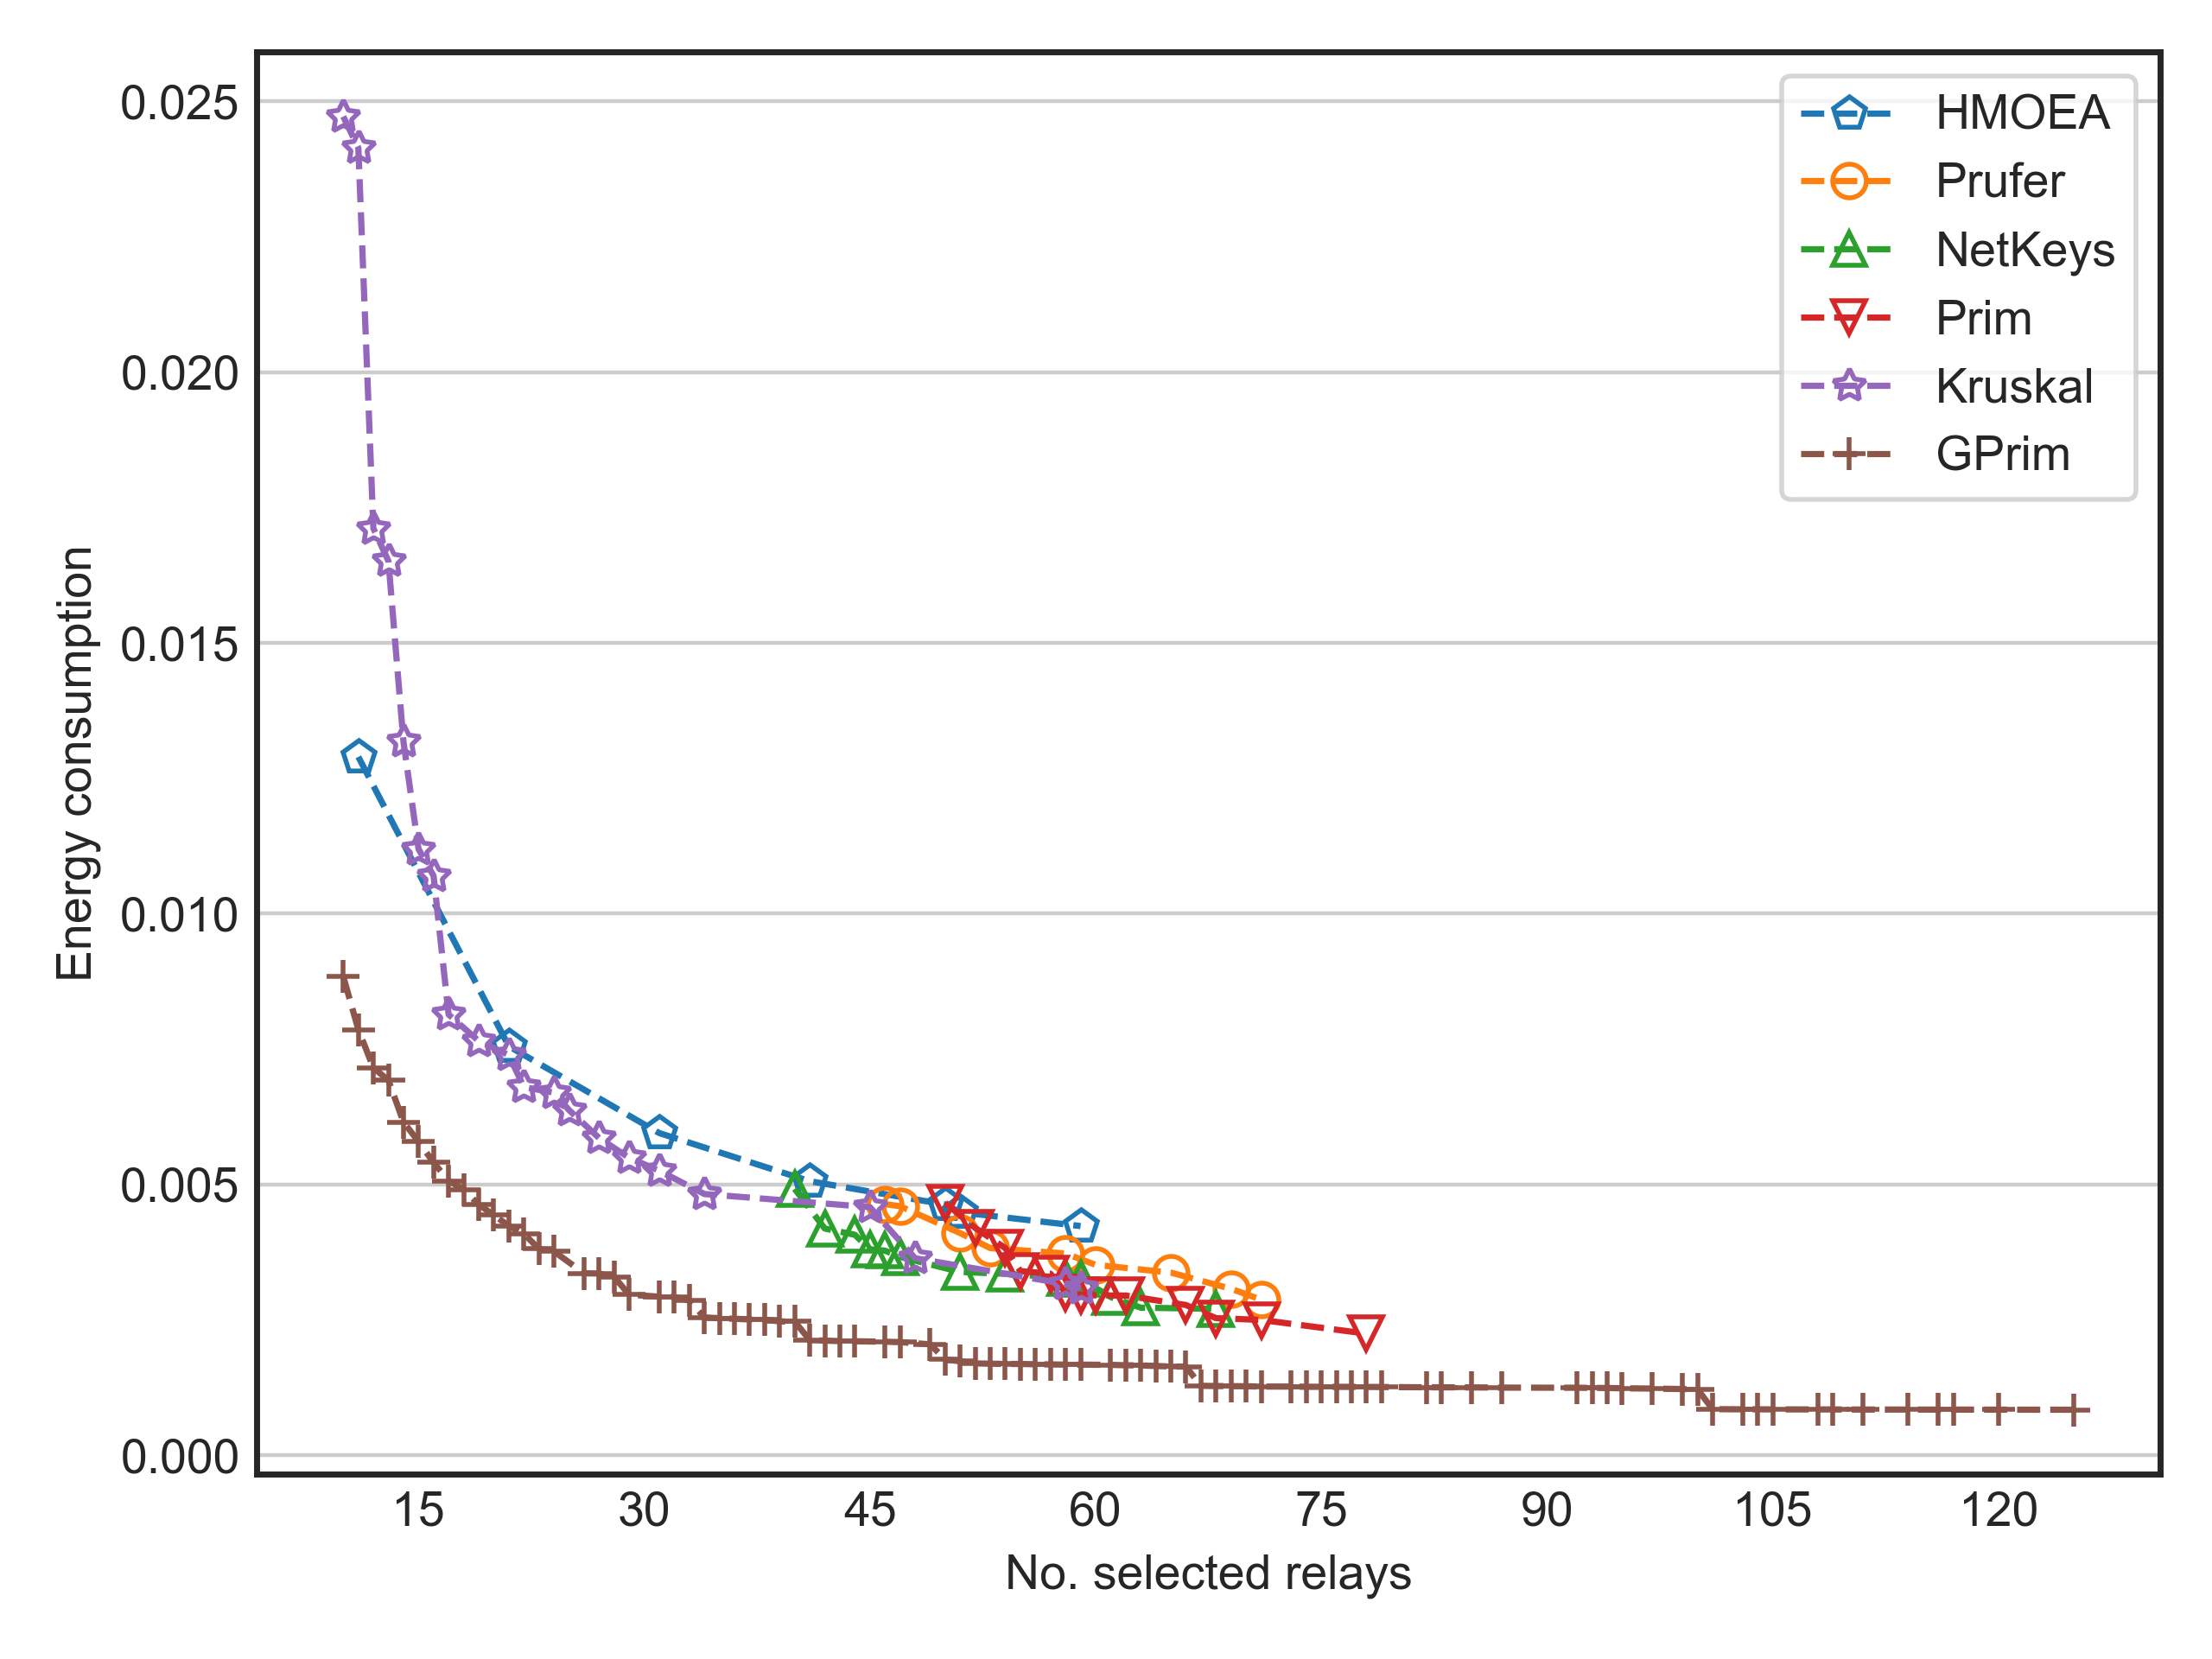 0.025
0.020
0.015
0.010
0.005
0.000
Energy consumption
15 30 45 60 75 90 105 120
No. selected relays
HMOEA
Prufer
NetKeys
Prim
Kruskal
GPrim